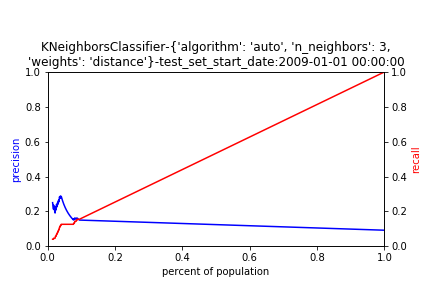 KNeighborsClassifier-{'algorithm': 'auto', 'n_neighbors': 3,
'weights': 'distance'}-test_set_start_date:2009-01-01 00:00:00
1.0
0.8
0.6
0.4
0.2
0.0
precision
1.0
0.8
0.6
0.4
0.2
0.0
recall
0.0 0.2 0.4 0.6 0.8 1.0
percent of population